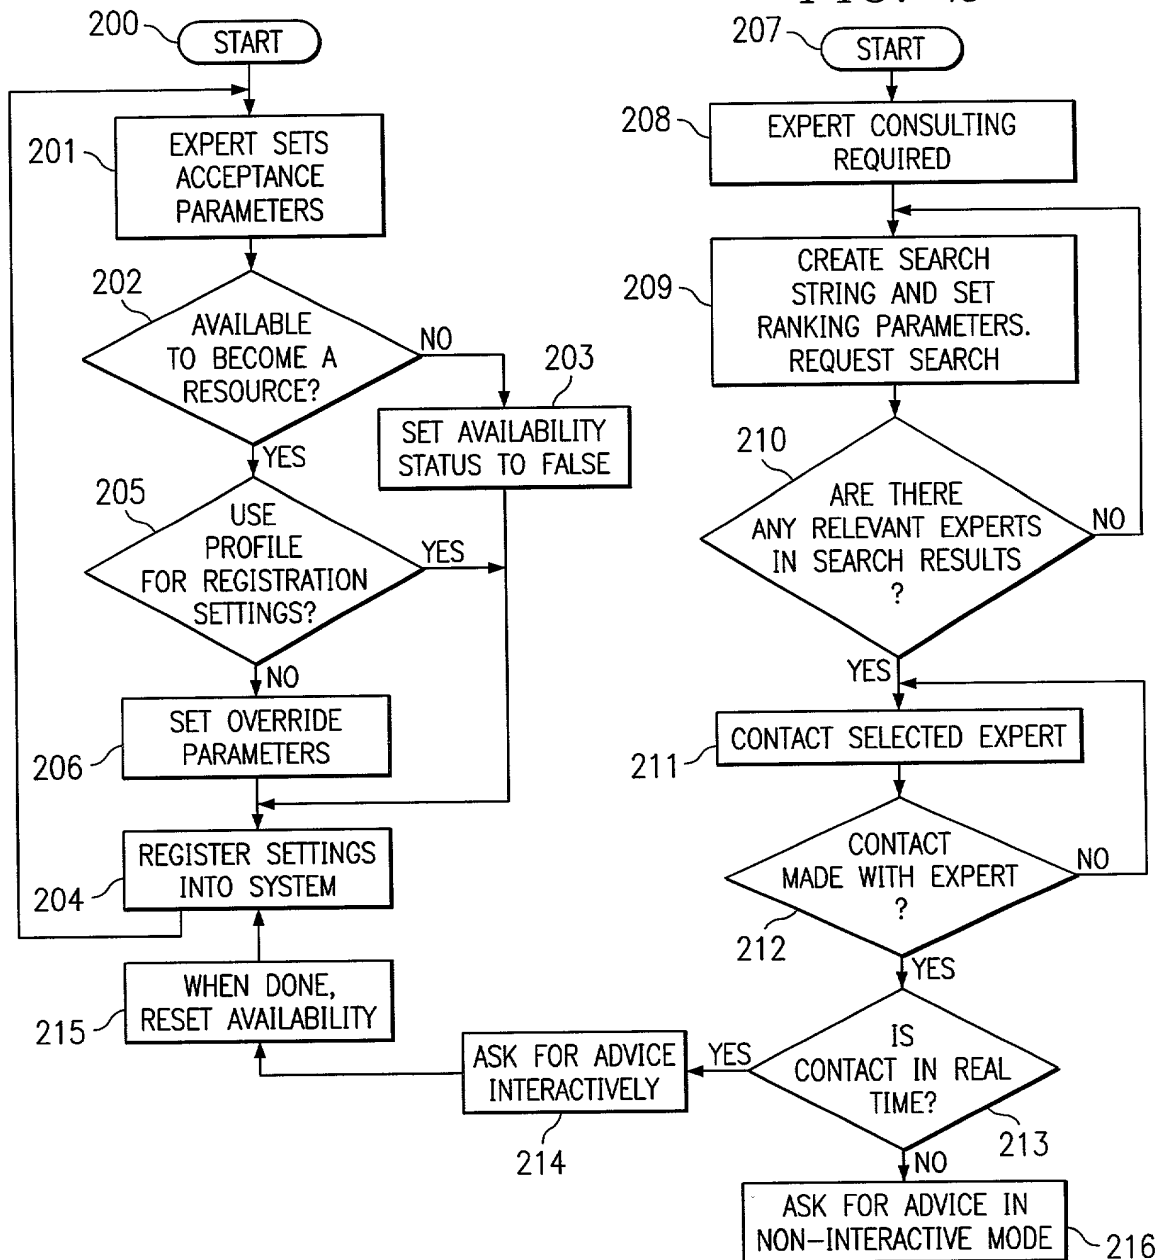 200
START
201
EXPERT SETS
ACCEPTANCE
PARAMETERS
202
AVAILABLE
TO BECOME A
RESOURCE?
NO
203
SET AVAILABILITY
STATUS TO FALSE
YES
205
USE
PROFILE
FOR REGISTRATION
SETTINGS?
YES
NO
SET OVERRIDE
PARAMETERS
206
REGISTER SETTINGS
INTO SYSTEM
204
WHEN DONE,
RESET AVAILABILITY
215
207
START
208
EXPERT CONSULTING
REQUIRED
209
CREATE SEARCH
STRING AND SET
RANKING PARAMETERS.
REQUEST SEARCH
210
ARE THERE
ANY RELEVANT EXPERTS
IN SEARCH RESULTS
?
NO
YES
CONTACT SELECTED EXPERT
211
CONTACT
MADE WITH EXPERT
?
NO
212
YES
IS
CONTACT IN REAL
TIME?
213
YES
ASK FOR ADVICE
INTERACTIVELY
214
NO
ASK FOR ADVICE IN
NON-INTERACTIVE MODE
216